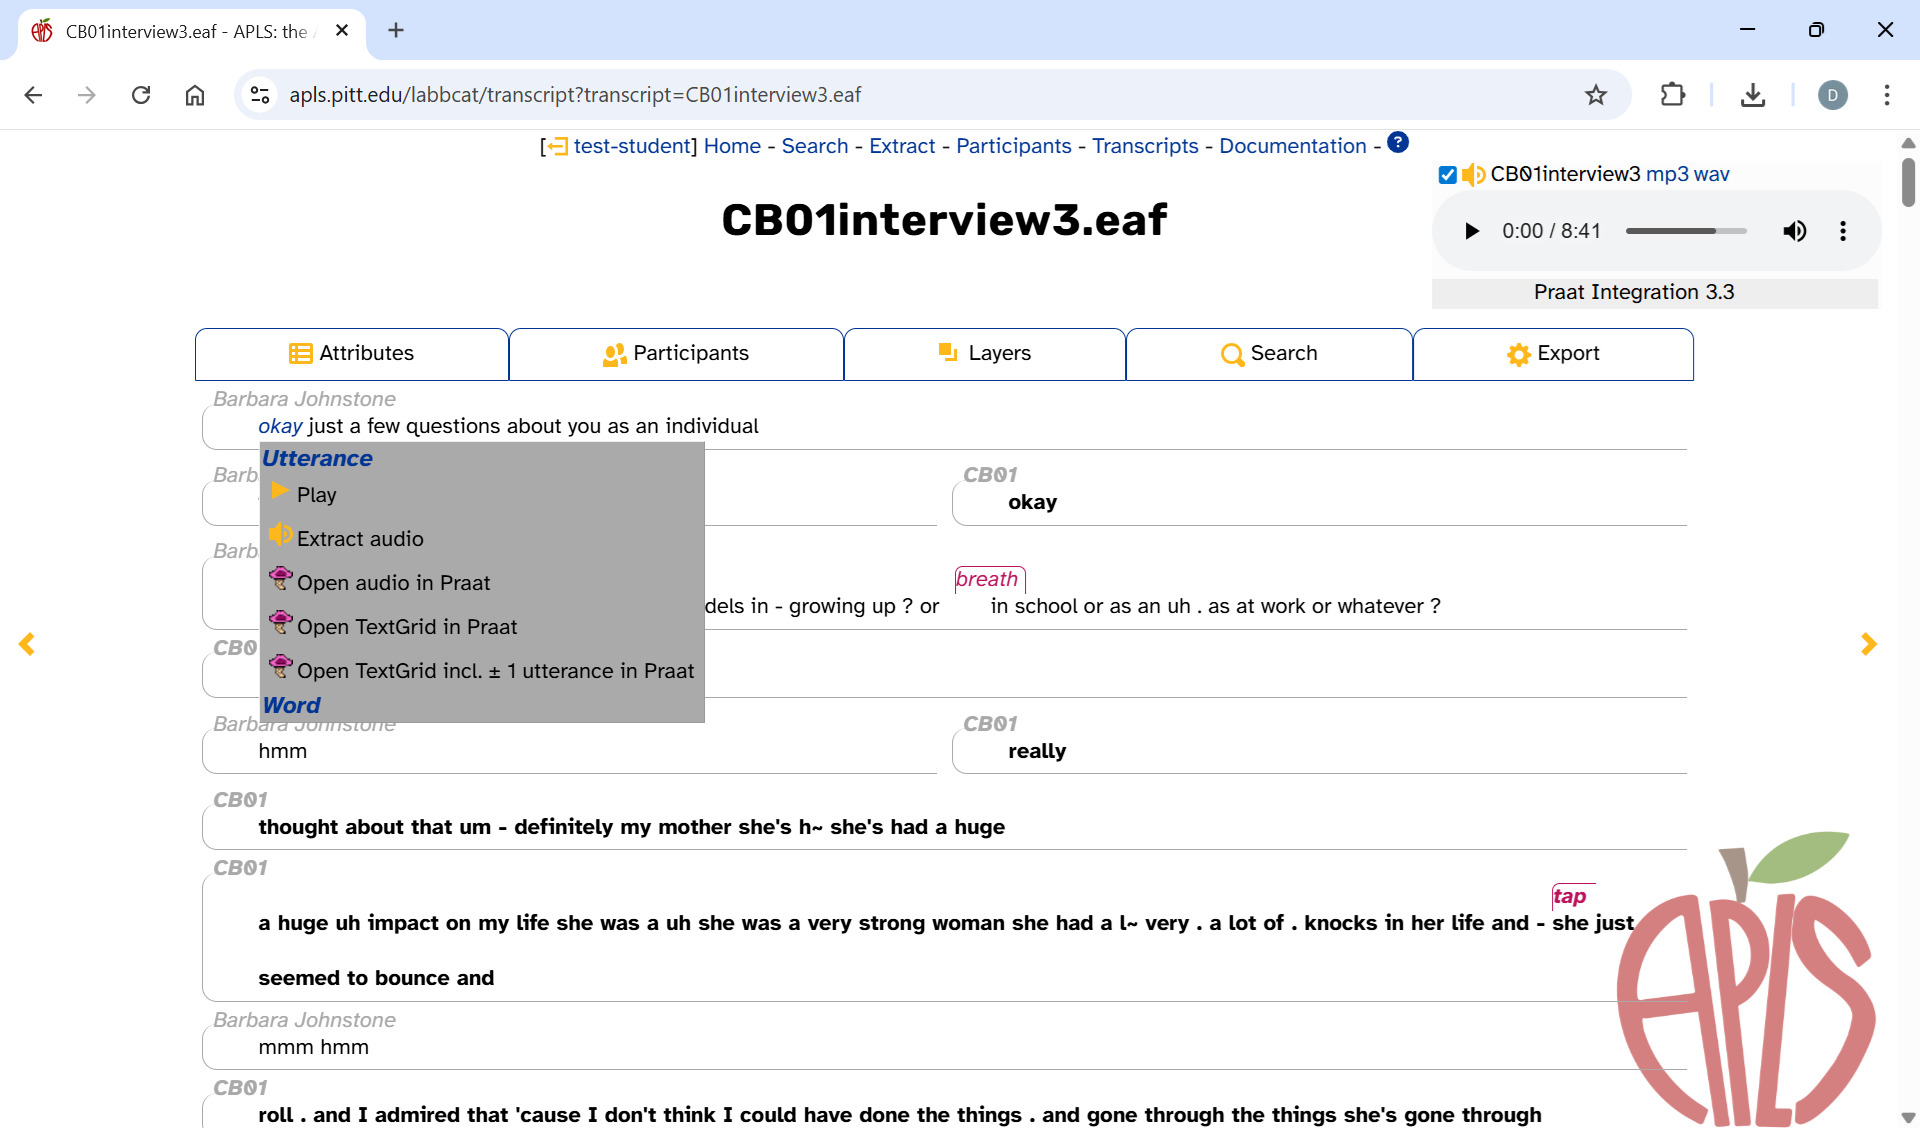 CB01interview3.eaf - APLS: the
apls.pitt.edu/labbcat/transcript?transcript=CB01interview3.eaf
D
[test-student] Home - Search - Extract - Participants - Transcripts - Documentation - ?
CB01interview3 mp3 wav
CB01interview3.eaf
0:00 / 8:41
Praat Integration 3.3
Attributes
Participants
Layers
Search
Export
Barbara Johnstone
okay just a few questions about you as an individual
Utterance
Play
Extract audio
Open audio in Praat
Open TextGrid in Praat
Open TextGrid incl. ± 1 utterance in Praat
Word
Barb
CB01
okay
Barb
breath
dels in - growing up ? or in school or as an uh . as at work or whatever ?
CB0
Barbara Johnstone
hmm
CB01
really
CB01
thought about that um - definitely my mother she's h~ she's had a huge
CB01
tap
a huge uh impact on my life she was a uh she was a very strong woman she had a l~ very . a lot of . knocks in her life and - she just
seemed to bounce and
Barbara Johnstone
mmm hmm
CB01
roll . and I admired that 'cause I don't think I could have done the things . and gone through the things she's gone through
APLS